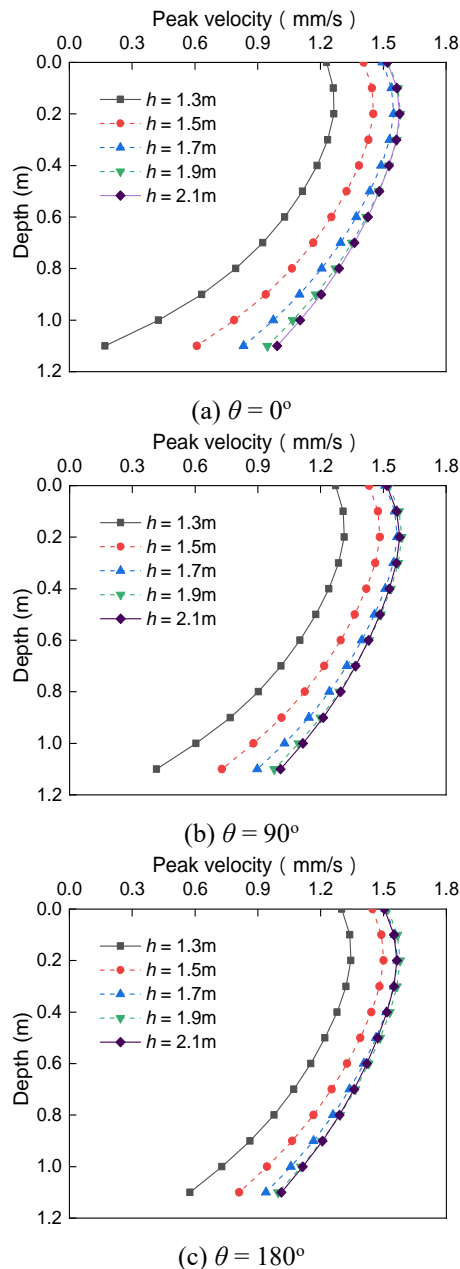 Peak velocity（mm/s）
0.0 0.3 0.6 0.9 1.2 1.5 1.8
Depth (m)
0.0
0.2
0.4
0.6
0.8
1.0
1.2
h = 1.3m
h = 1.5m
h = 1.7m
h = 1.9m
h = 2.1m
(a) θ = 0°
Peak velocity（mm/s）
0.0 0.3 0.6 0.9 1.2 1.5 1.8
Depth (m)
0.0
0.2
0.4
0.6
0.8
1.0
1.2
h = 1.3m
h = 1.5m
h = 1.7m
h = 1.9m
h = 2.1m
(b) θ = 90°
Peak velocity（mm/s）
0.0 0.3 0.6 0.9 1.2 1.5 1.8
Depth (m)
0.0
0.2
0.4
0.6
0.8
1.0
1.2
h = 1.3m
h = 1.5m
h = 1.7m
h = 1.9m
h = 2.1m
(c) θ = 180°